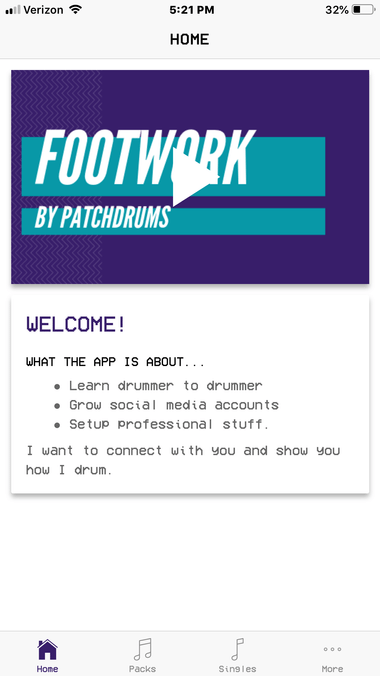 Verizon 5:21 PM 32%
HOME
FOOTWORK
BY PATCHDRUMS
WELCOME!
WHAT THE APP IS ABOUT...
• Learn drummer to drummer
• Grow social media accounts
• Setup professional stuff.
I want to connect with you and show you
how I drum.
Home Packs Singles More